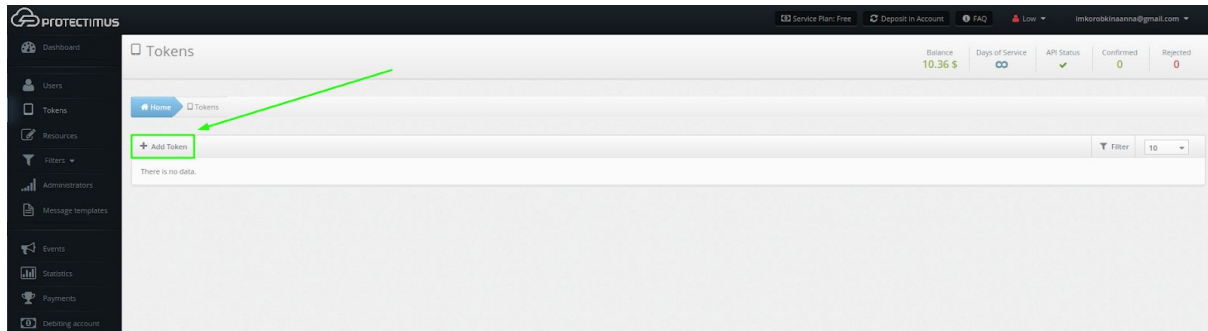 PROTECTIMUS
Service Plan: Free
Deposit in Account
FAQ
Low
imkorobkinaanna@gmail.com
Dashboard
Users
Tokens
Resources
Filters
Administrators
Message templates
Events
Statistics
Payments
Debiting account
Tokens
Balance
10.36 $
Days of Service
∞
API Status
Confirmed
0
Rejected
0
Home
Tokens
+ Add Token
Filter
10
There is no data.